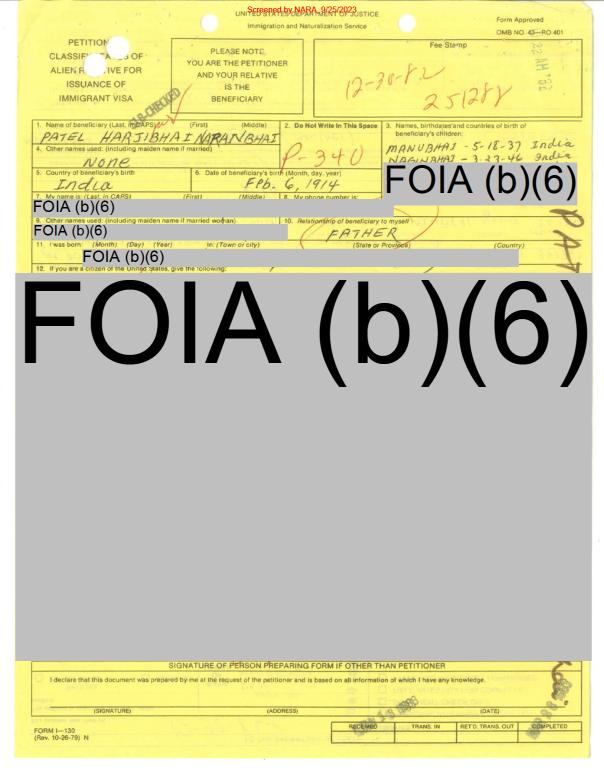 Screened by NARA, 9/25/2023
UNITED STATES DEPARTMENT OF JUSTICE
Immigration and Naturalization Service
Form Approved
OMB NO. 43—RO 401
PETITION
CLASSIFY STATUS OF
ALIEN RELATIVE FOR
ISSUANCE OF
IMMIGRANT VISA
PLEASE NOTE
YOU ARE THE PETITIONER
AND YOUR RELATIVE
IS THE
BENEFICIARY
Fee Stamp
12-30-82
251288
1. Name of beneficiary (Last, in CAPS) (First) (Middle)
PATEL HARJIBHAI NARANBHAI
2. Do Not Write In This Space
P-340
3. Names, birthdates and countries of birth of
beneficiary's children:
MANUBHAI - 5-18-37 India
- 3-23-46 India
4. Other names used: (including maiden name if married)
None
5. Country of beneficiary's birth
India
6. Date of beneficiary's birth (Month, day, year)
Feb. 6, 1914
FOIA (b)(6)
7. My name is: (Last, in CAPS) (First) (Middle)
8. My phone number is:
FOIA (b)(6)
9. Other names used: (including maiden name if married woman)
FOIA (b)(6)
10. Relationship of beneficiary to myself
FATHER
PAT
11. I was born: (Month) (Day) (Year) In: (Town or city) (State or Province) (Country)
FOIA (b)(6)
12. If you are a citizen of the United States, give the following:
FOIA (b)(6)
SIGNATURE OF PERSON PREPARING FORM IF OTHER THAN PETITIONER
I declare that this document was prepared by me at the request of the petitioner and is based on all information of which I have any knowledge.
(SIGNATURE) (ADDRESS) (DATE)
FORM I—130
(Rev. 10-26-79) N
RECEIVED
TRANS. IN
RET'D. TRANS. OUT
COMPLETED